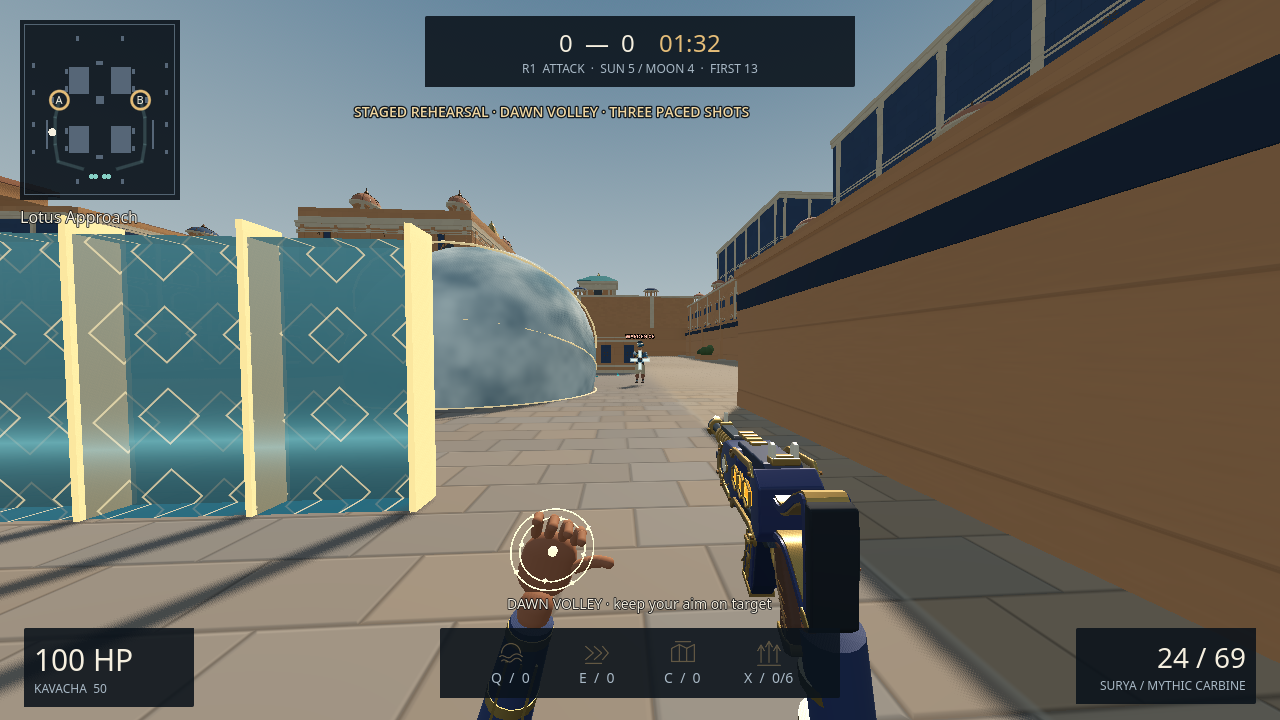 A
B
Lotus Approach
0 — 0 01:32
R1 ATTACK · SUN 5 / MOON 4 · FIRST 13
STAGED REHEARSAL · DAWN VOLLEY · THREE PACED SHOTS
DAWN VOLLEY · keep your aim on target
100 HP
KAVACHA 50
Q / 0
E / 0
C / 0
X / 0/6
24 / 69
SURYA / MYTHIC CARBINE